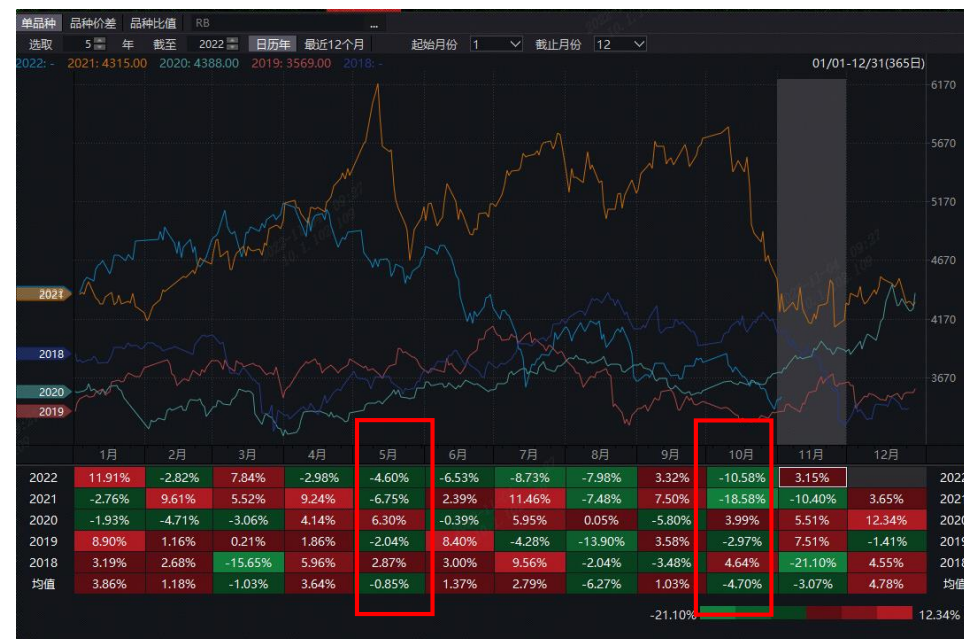 单品种 品种价差 品种比值 RB ...
选取 5 年 截至 2022 日历年 最近12个月 起始月份 1 截止月份 12
2022: - 2021: 4315.00 2020: 4388.00 2019: 3569.00 2018: - 01/01-12/31(365日)
6170
5670
5170
4670
2021
4170
2018
3670
2020
2019
1月 2月 3月 4月 5月 6月 7月 8月 9月 10月 11月 12月
2022 11.91% -2.82% 7.84% -2.98% -4.60% -6.53% -8.73% -7.98% 3.32% -10.58% 3.15% 2022
2021 -2.76% 9.61% 5.52% 9.24% -6.75% 2.39% 11.46% -7.48% 7.50% -18.58% -10.40% 3.65% 202
2020 -1.93% -4.71% -3.06% 4.14% 6.30% -0.39% 5.95% 0.05% -5.80% 3.99% 5.51% 12.34% 2020
2019 8.90% 1.16% 0.21% 1.86% -2.04% 8.40% -4.28% -13.90% 3.58% -2.97% 7.51% -1.41% 201
2018 3.19% 2.68% -15.65% 5.96% 2.87% 3.00% 9.56% -2.04% -3.48% 4.64% -21.10% 4.55% 201
均值 3.86% 1.18% -1.03% 3.64% -0.85% 1.37% 2.79% -6.27% 1.03% -4.70% -3.07% 4.78% 均值
-21.10% 12.34%